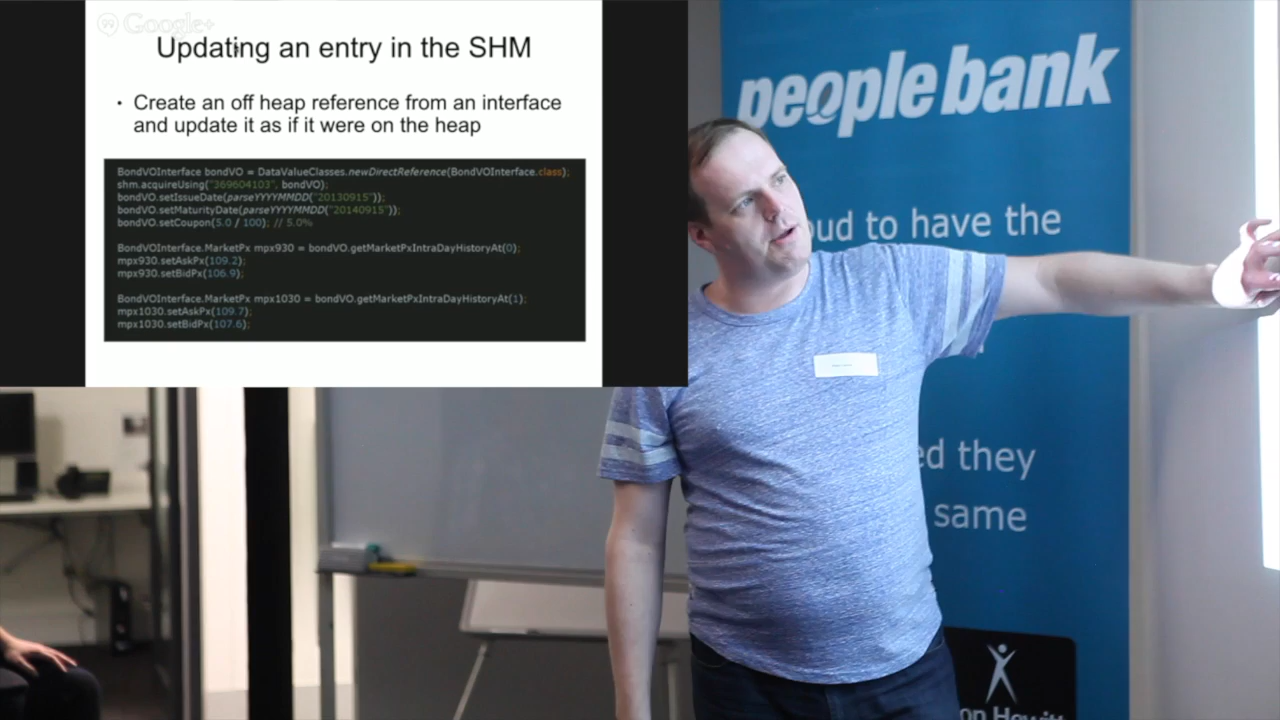 Google+
Updating an entry in the SHM
• Create an off heap reference from an interface
and update it as if it were on the heap
BondVOInterface bondVO = DataValueClasses.newDirectReference(BondVOInterface.class);
shm.acquireUsing("369604103", bondVO);
bondVO.setIssueDate(parseYYYYMMDD("20130915"));
bondVO.setMaturityDate(parseYYYYMMDD("20140915"));
bondVO.setCoupon(5.0 / 100); // 5.0%
BondVOInterface.MarketPx mpx930 = bondVO.getMarketPxIntraDayHistoryAt(0);
mpx930.setAskPx(109.2);
mpx930.setBidPx(106.9);
BondVOInterface.MarketPx mpx1030 = bondVO.getMarketPxIntraDayHistoryAt(1);
mpx1030.setAskPx(109.7);
mpx1030.setBidPx(107.6);
peoplebank
oud to have the
ed they
same
on Hewitt